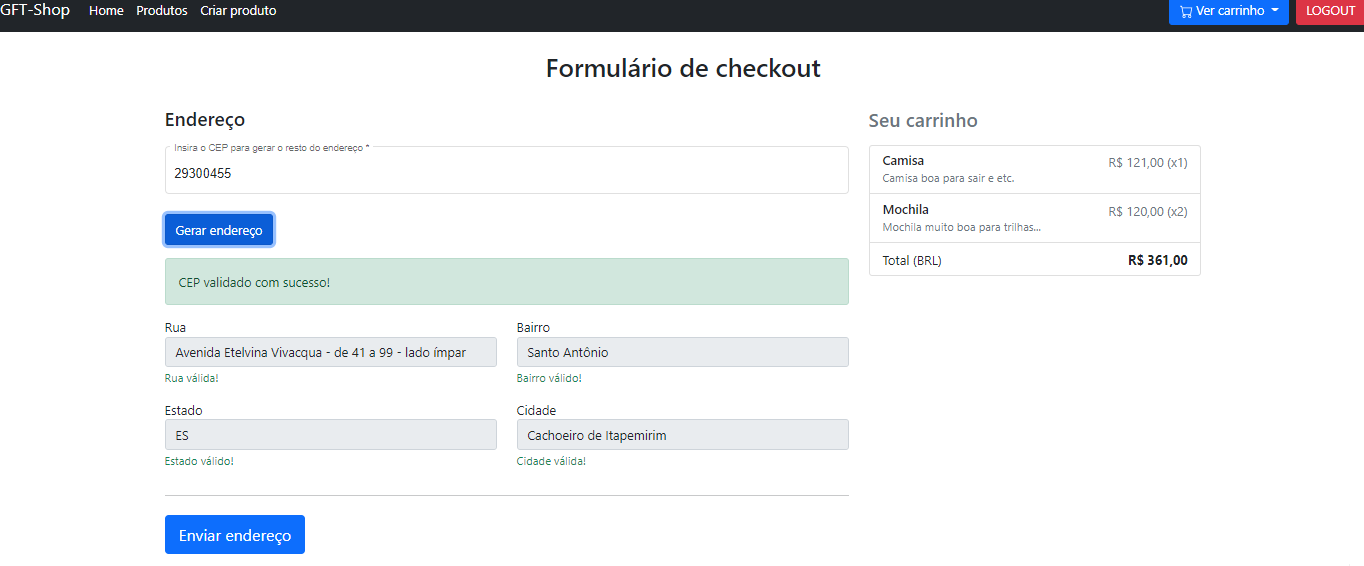 GFT-Shop Home Produtos Criar produto Ver carrinho LOGOUT
Formulário de checkout
Endereço
Insira o CEP para gerar o resto do endereço *
29300455
Gerar endereço
CEP validado com sucesso!
Rua
Avenida Etelvina Vivacqua - de 41 a 99 - lado ímpar
Rua válida!
Bairro
Santo Antônio
Bairro válido!
Estado
ES
Estado válido!
Cidade
Cachoeiro de Itapemirim
Cidade válida!
Enviar endereço
Seu carrinho
Camisa R$ 121,00 (x1)
Camisa boa para sair e etc.
Mochila R$ 120,00 (x2)
Mochila muito boa para trilhas...
Total (BRL) R$ 361,00